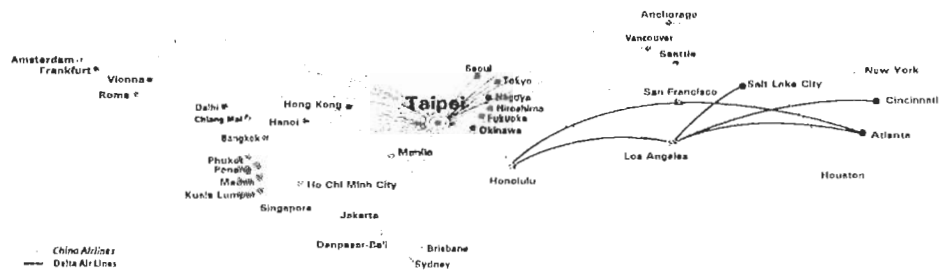 Anchorage
Amsterdam
Frankfurt
Vienna
Rome
Vancouver
Seattle
Seoul
Tokyo
Nagoya
Hiroshima
Fukuoka
Okinawa
Taipei
Hong Kong
Hanoi
Delhi
Chiang Mai
Bangkok
Manila
Phuket
Penang
Medan
Kuala Lumpur
Singapore
Ho Chi Minh City
Jakarta
Denpasar-Bali
Brisbane
Sydney
San Francisco
Salt Lake City
New York
Cincinnati
Atlanta
Los Angeles
Honolulu
Houston
China Airlines
Delta Air Lines